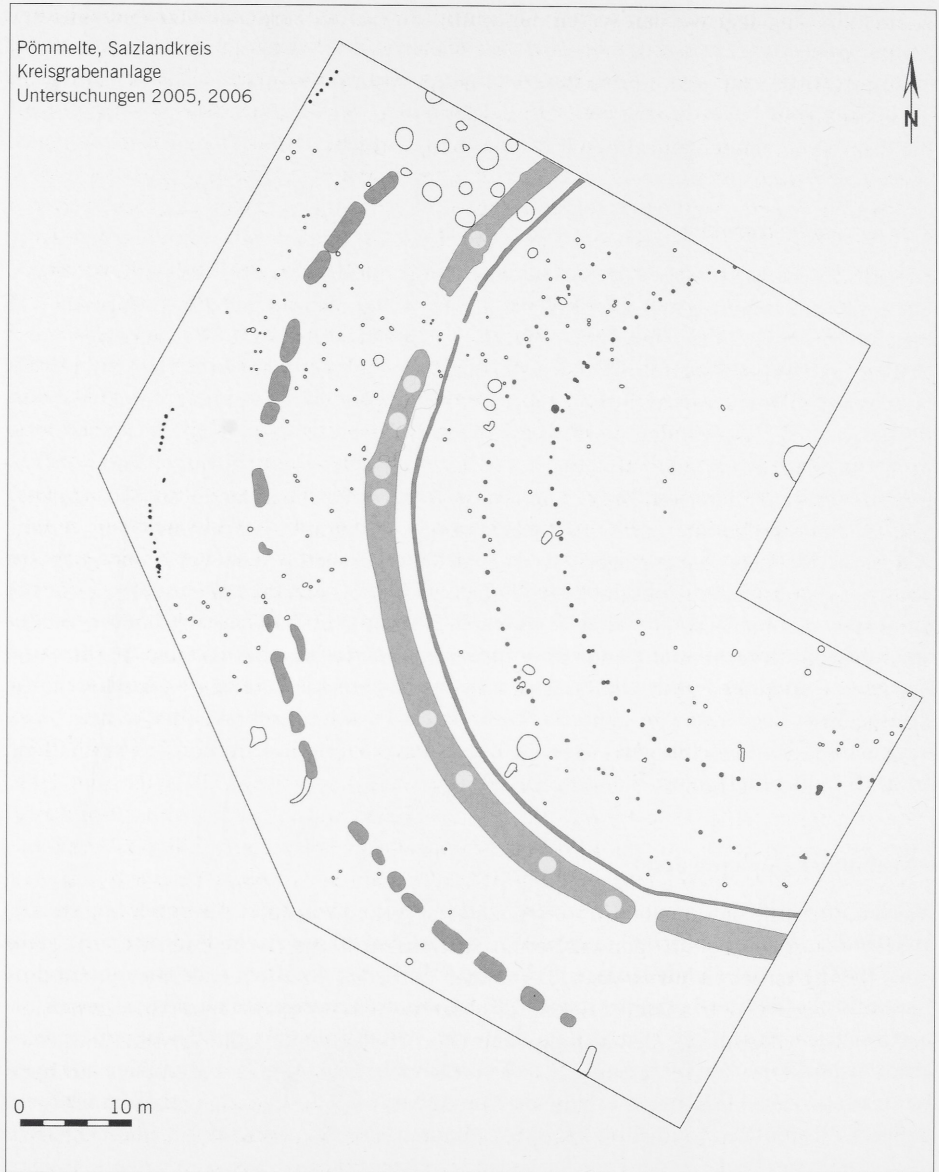 Pömmelte, Salzlandkreis
Kreisgrabenanlage
Untersuchungen 2005, 2006
N
0 10 m